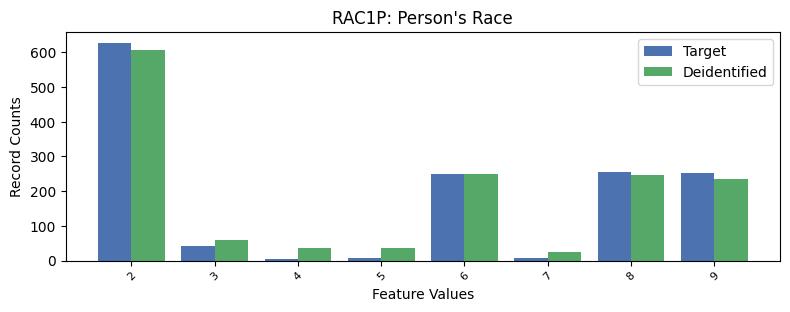 RAC1P: Person's Race
Target
Deidentified
Record Counts
600
500
400
300
200
100
0
2 3 4 5 6 7 8 9
Feature Values